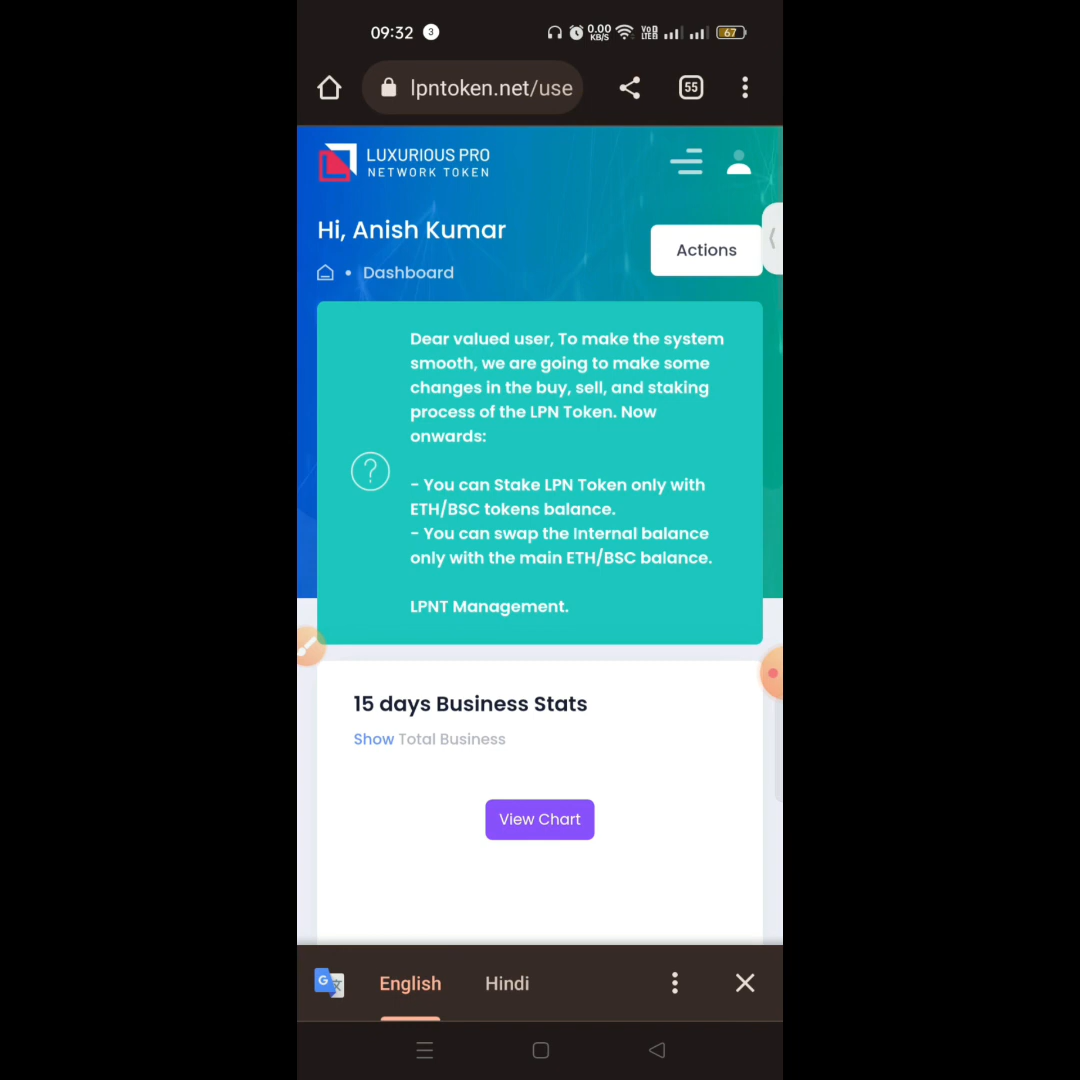 09:32 3 0.00 KB/S Vo LTE 67
lpntoken.net/use 55
LUXURIOUS PRO
NETWORK TOKEN
Hi, Anish Kumar
Actions
• Dashboard
Dear valued user, To make the system
smooth, we are going to make some
changes in the buy, sell, and staking
process of the LPN Token. Now
onwards:
- You can Stake LPN Token only with
ETH/BSC tokens balance.
- You can swap the Internal balance
only with the main ETH/BSC balance.
LPNT Management.
15 days Business Stats
Show Total Business
View Chart
English Hindi